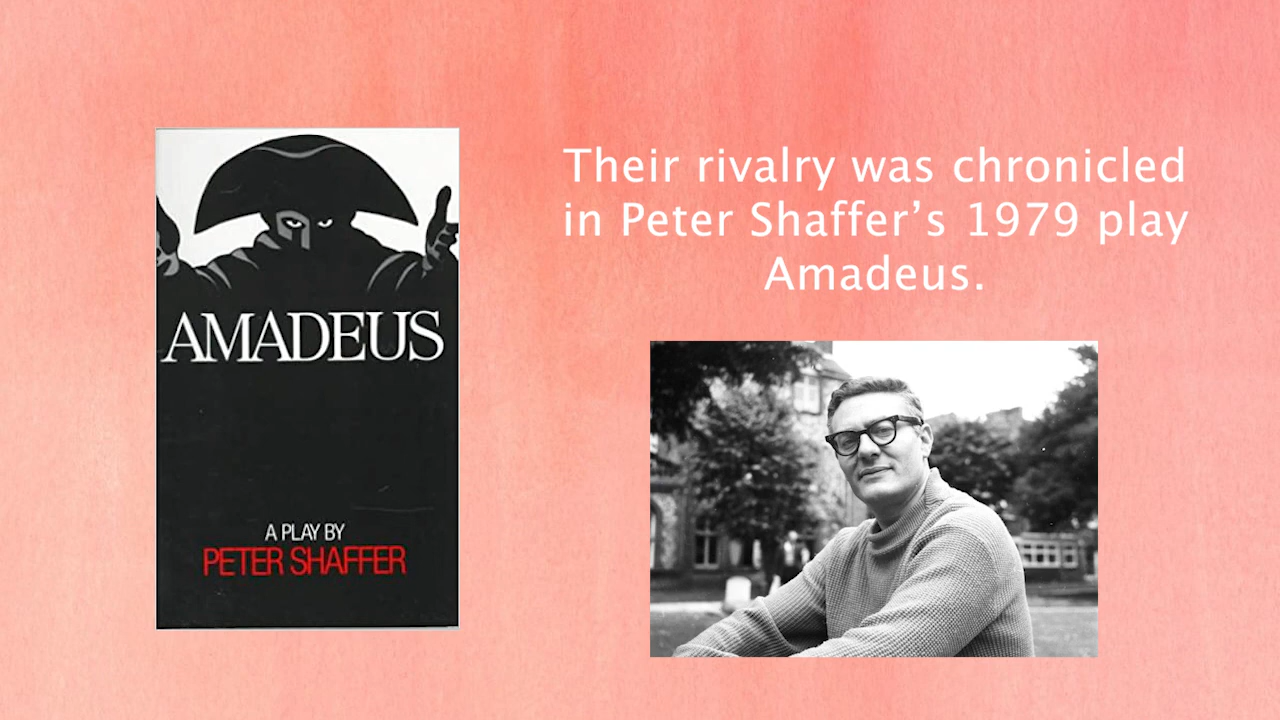 AMADEUS
A PLAY BY
PETER SHAFFER
Their rivalry was chronicled
in Peter Shaffer’s 1979 play
Amadeus.